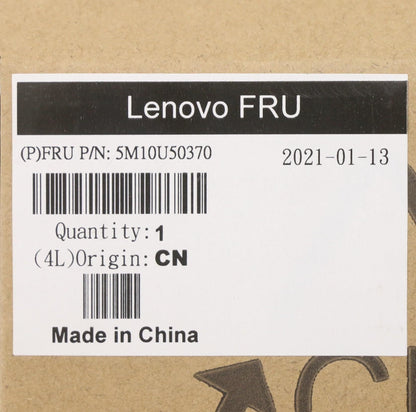 Lenovo FRU
(P)FRU P/N: 5M10U50370
2021-01-13
Quantity: 1
(4L)Origin: CN
Made in China